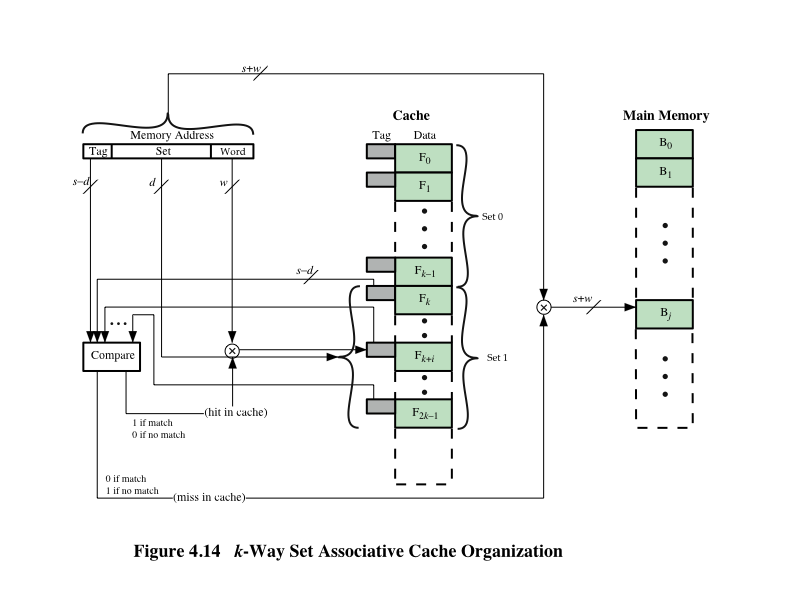 s+w
Cache
Main Memory
Memory Address
Tag
Data
Tag
Set
Word
F0
B0
s–d
d
w
F1
B1
Set 0
s–d
Fk–1
Fk
s+w
Bj
...
Compare
Fk+i
Set 1
(hit in cache)
F2k–1
1 if match
0 if no match
0 if match
1 if no match
(miss in cache)
Figure 4.14 k-Way Set Associative Cache Organization